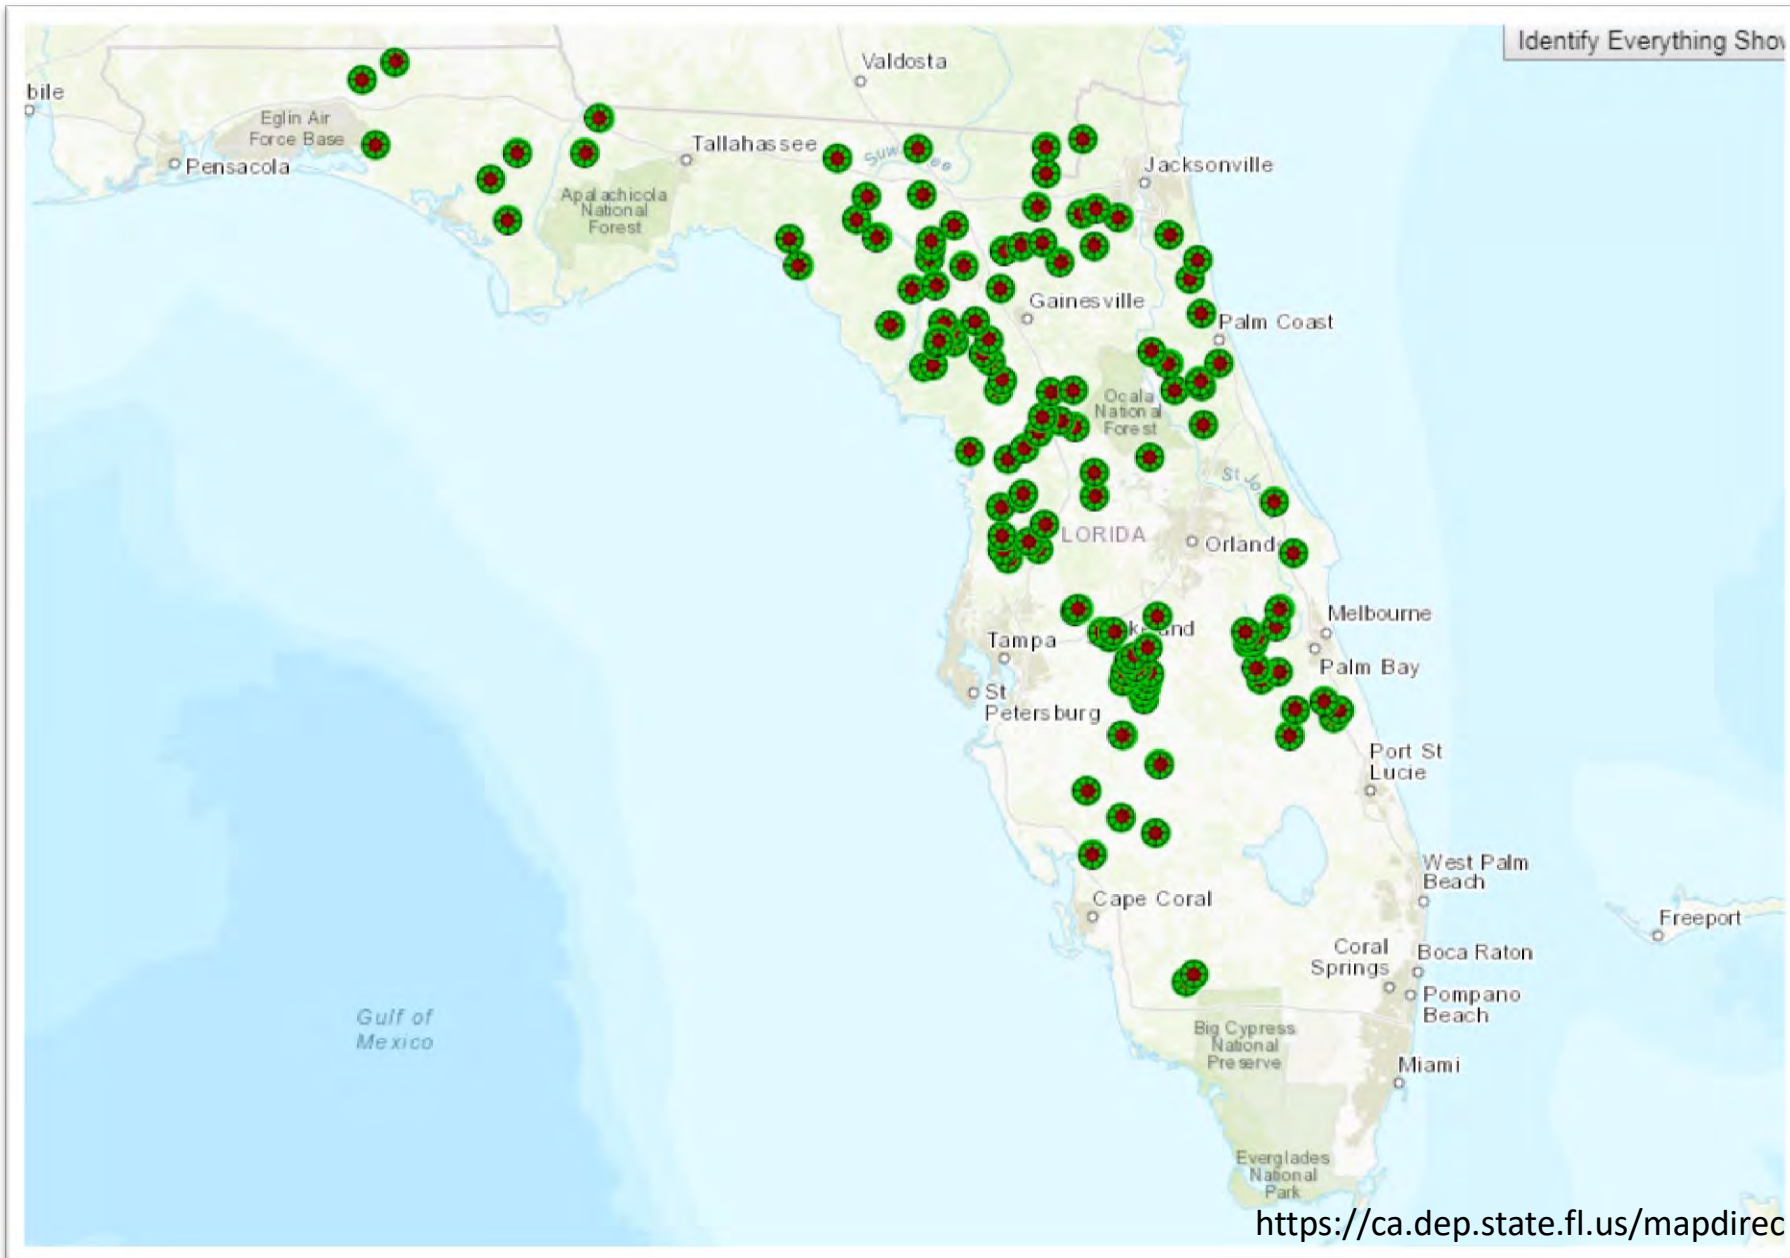 Identify Everything Show
Valdosta
bile
Eglin Air
Force Base
Tallahassee
Pensacola
Jacksonville
Apalachicola
National
Forest
Gainesville
Palm Coast
Ocala
National
Forest
St Jo
LORIDA
Orland
Melbourne
Tampa
Palm Bay
St
Petersburg
Port St
Lucie
West Palm
Beach
Cape Coral
Freeport
Coral
Springs
Boca Raton
Pompano
Beach
Gulf of
Mexico
Big Cypress
National
Preserve
Miami
Everglades
National
Park
https://ca.dep.state.fl.us/mapdirec